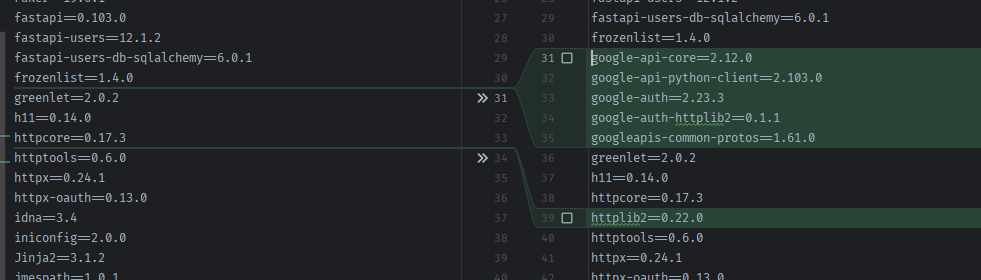 fastapi==0.103.0
fastapi-users==12.1.2
fastapi-users-db-sqlalchemy==6.0.1
frozenlist==1.4.0
greenlet==2.0.2
h11==0.14.0
httpcore==0.17.3
httptools==0.6.0
httpx==0.24.1
httpx-oauth==0.13.0
idna==3.4
iniconfig==2.0.0
Jinja2==3.1.2
jmespath==1.0.1
27
28
29
30
31
32
33
34
35
36
37
38
39
40
29
30
31
32
33
34
35
36
37
38
39
40
41
42
fastapi-users==12.1.2
fastapi-users-db-sqlalchemy==6.0.1
frozenlist==1.4.0
google-api-core==2.12.0
google-api-python-client==2.103.0
google-auth==2.23.3
google-auth-httplib2==0.1.1
googleapis-common-protos==1.61.0
greenlet==2.0.2
h11==0.14.0
httpcore==0.17.3
httplib2==0.22.0
httptools==0.6.0
httpx==0.24.1
httpx-oauth==0.13.0